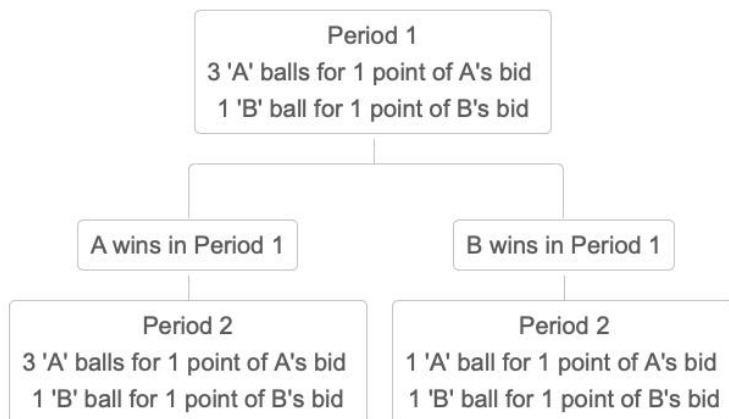 Period 1
3 'A' balls for 1 point of A's bid
1 'B' ball for 1 point of B's bid
A wins in Period 1
B wins in Period 1
Period 2
3 'A' balls for 1 point of A's bid
1 'B' ball for 1 point of B's bid
Period 2
1 'A' ball for 1 point of A's bid
1 'B' ball for 1 point of B's bid